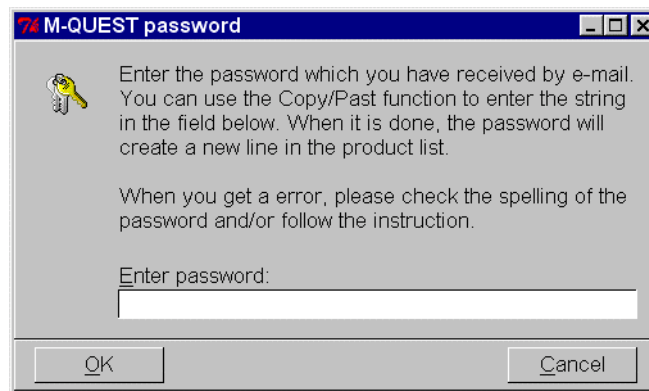 M-QUEST password
Enter the password which you have received by e-mail.
You can use the Copy/Past function to enter the string
in the field below. When it is done, the password will
create a new line in the product list.
When you get a error, please check the spelling of the
password and/or follow the instruction.
Enter password:
OK
Cancel